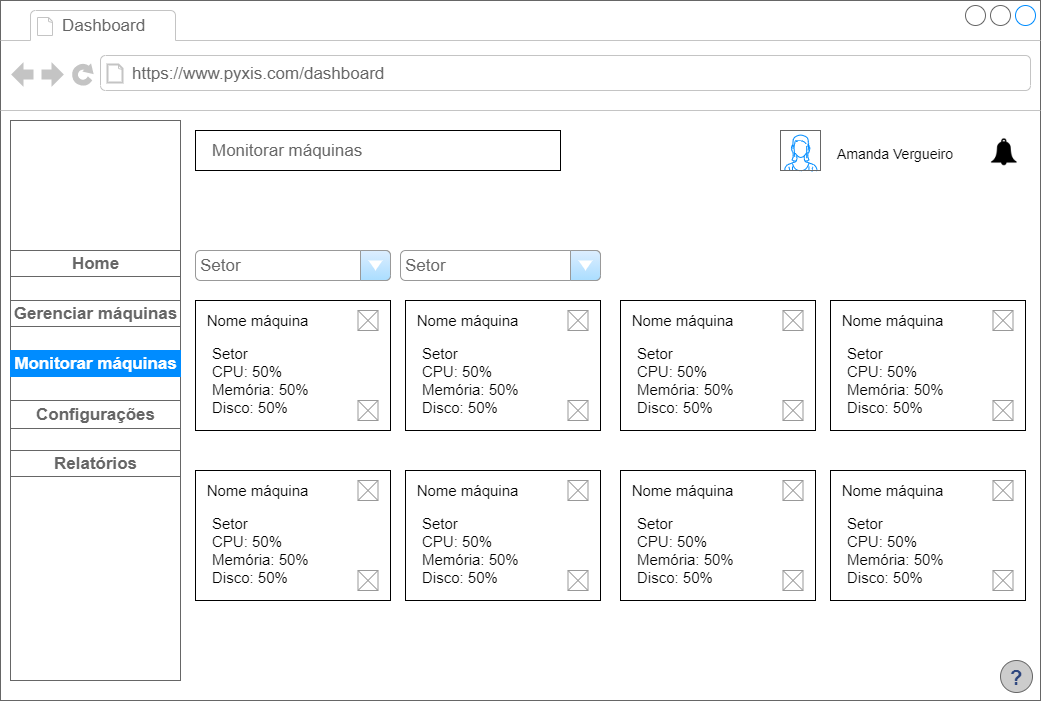 Dashboard
https://www.pyxis.com/dashboard
Monitorar máquinas
Amanda Vergueiro
Home
Gerenciar máquinas
Monitorar máquinas
Configurações
Relatórios
Setor
Setor
Nome máquina
Setor
CPU: 50%
Memória: 50%
Disco: 50%
Nome máquina
Setor
CPU: 50%
Memória: 50%
Disco: 50%
Nome máquina
Setor
CPU: 50%
Memória: 50%
Disco: 50%
Nome máquina
Setor
CPU: 50%
Memória: 50%
Disco: 50%
Nome máquina
Setor
CPU: 50%
Memória: 50%
Disco: 50%
Nome máquina
Setor
CPU: 50%
Memória: 50%
Disco: 50%
Nome máquina
Setor
CPU: 50%
Memória: 50%
Disco: 50%
Nome máquina
Setor
CPU: 50%
Memória: 50%
Disco: 50%
?